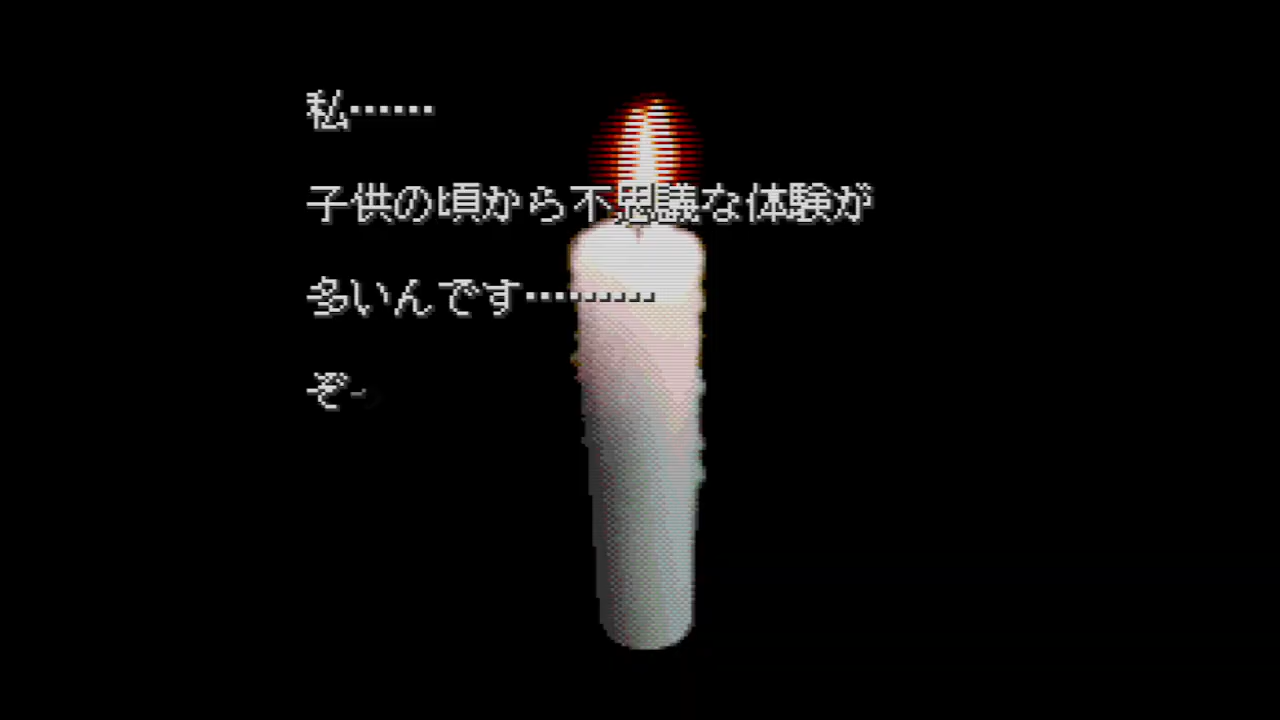 私……
子供の頃から不思議な体験が
多いんです………
ぞ